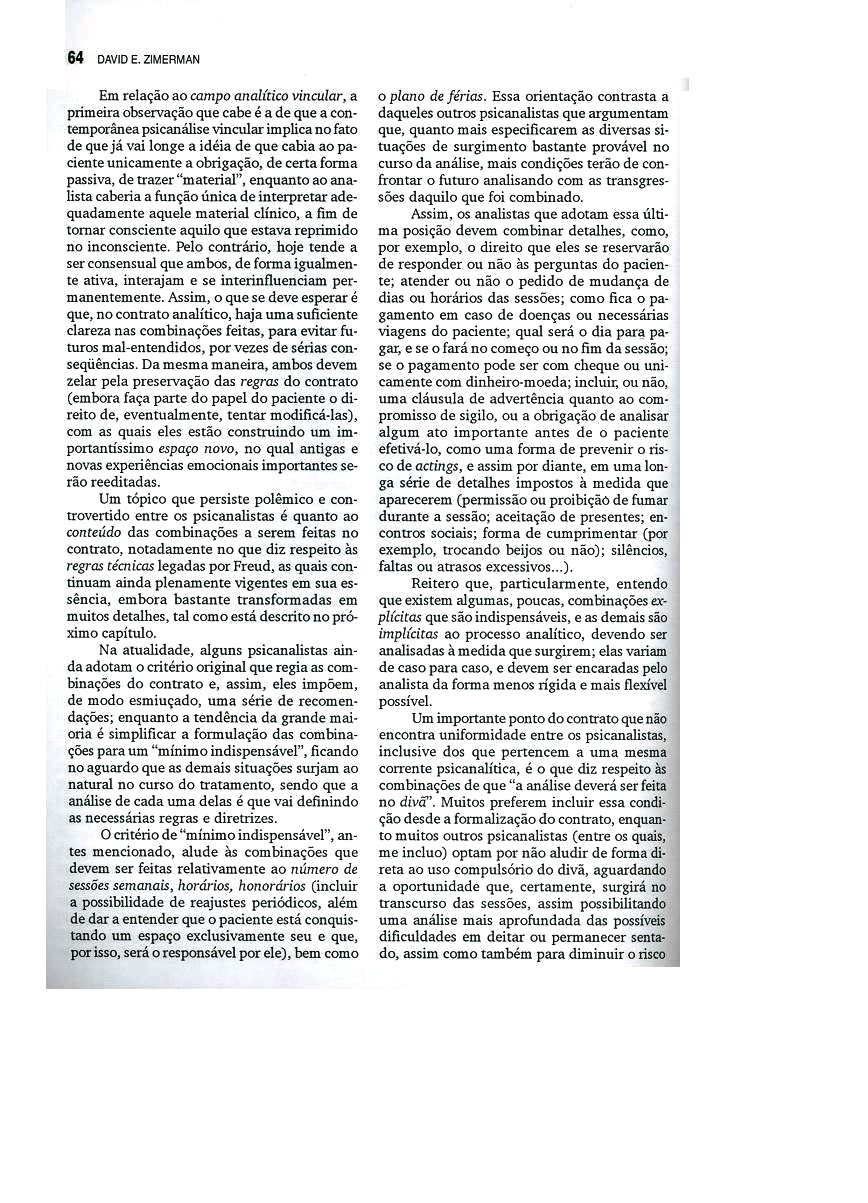 64 DAVID E. ZIMERMAN
Em relação ao campo analítico vincular, a
primeira observação que cabe é a de que a con-
temporânea psicanálise vincular implica no fato
de que já vai longe a idéia de que cabia ao pa-
ciente unicamente a obrigação, de certa forma
passiva, de trazer “material”, enquanto ao ana-
lista caberia a função única de interpretar ade-
quadamente aquele material clínico, a fim de
tornar consciente aquilo que estava reprimido
no inconsciente. Pelo contrário, hoje tende a
ser consensual que ambos, de forma igualmen-
te ativa, interajam e se interinfluenciam per-
manentemente. Assim, o que se deve esperar é
que, no contrato analítico, haja uma suficiente
clareza nas combinações feitas, para evitar fu-
turos mal-entendidos, por vezes de sérias con-
seqüências. Da mesma maneira, ambos devem
zelar pela preservação das regras do contrato
(embora faça parte do papel do paciente o di-
reito de, eventualmente, tentar modificá-las),
com as quais eles estão construindo um im-
portantíssimo espaço novo, no qual antigas e
novas experiências emocionais importantes se-
rão reeditadas.
Um tópico que persiste polêmico e con-
trovertido entre os psicanalistas é quanto ao
conteúdo das combinações a serem feitas no
contrato, notadamente no que diz respeito às
regras técnicas legadas por Freud, as quais con-
tinuam ainda plenamente vigentes em sua es-
sência, embora bastante transformadas em
muitos detalhes, tal como está descrito no pró-
ximo capítulo.
Na atualidade, alguns psicanalistas ain-
da adotam o critério original que regia as com-
binações do contrato e, assim, eles impõem,
de modo esmiuçado, uma série de recomen-
dações; enquanto a tendência da grande mai-
oria é simplificar a formulação das combina-
ções para um “mínimo indispensável”, ficando
no aguardo que as demais situações surjam ao
natural no curso do tratamento, sendo que a
análise de cada uma delas é que vai definindo
as necessárias regras e diretrizes.
O critério de “mínimo indispensável”, an-
tes mencionado, alude às combinações que
devem ser feitas relativamente ao número de
sessões semanais, horários, honorários (incluir
a possibilidade de reajustes periódicos, além
de dar a entender que o paciente está conquis-
tando um espaço exclusivamente seu e que,
por isso, será o responsável por ele), bem como
o plano de férias. Essa orientação contrasta a
daqueles outros psicanalistas que argumentam
que, quanto mais especificarem as diversas si-
tuações de surgimento bastante provável no
curso da análise, mais condições terão de con-
frontar o futuro analisando com as transgres-
sões daquilo que foi combinado.
Assim, os analistas que adotam essa últi-
ma posição devem combinar detalhes, como,
por exemplo, o direito que eles se reservarão
de responder ou não às perguntas do pacien-
te; atender ou não o pedido de mudança de
dias ou horários das sessões; como fica o pa-
gamento em caso de doenças ou necessárias
viagens do paciente; qual será o dia para pa-
gar, e se o fará no começo ou no fim da sessão;
se o pagamento pode ser com cheque ou uni-
camente com dinheiro-moeda; incluir, ou não,
uma cláusula de advertência quanto ao com-
promisso de sigilo, ou a obrigação de analisar
algum ato importante antes de o paciente
efetivá-lo, como uma forma de prevenir o ris-
co de actings, e assim por diante, em uma lon-
ga série de detalhes impostos à medida que
aparecerem (permissão ou proibição de fumar
durante a sessão; aceitação de presentes; en-
contros sociais; forma de cumprimentar (por
exemplo, trocando beijos ou não); silêncios,
faltas ou atrasos excessivos...).
Reitero que, particularmente, entendo
que existem algumas, poucas, combinações ex-
plícitas que são indispensáveis, e as demais são
implícitas ao processo analítico, devendo ser
analisadas à medida que surgirem; elas variam
de caso para caso, e devem ser encaradas pelo
analista da forma menos rígida e mais flexível
possível.
Um importante ponto do contrato que não
encontra uniformidade entre os psicanalistas,
inclusive dos que pertencem a uma mesma
corrente psicanalítica, é o que diz respeito às
combinações de que “a análise deverá ser feita
no divã”. Muitos preferem incluir essa condi-
ção desde a formalização do contrato, enquan-
to muitos outros psicanalistas (entre os quais,
me incluo) optam por não aludir de forma di-
reta ao uso compulsório do divã, aguardando
a oportunidade que, certamente, surgirá no
transcurso das sessões, assim possibilitando
uma análise mais aprofundada das possíveis
dificuldades em deitar ou permanecer senta-
do, assim como também para diminuir o risco